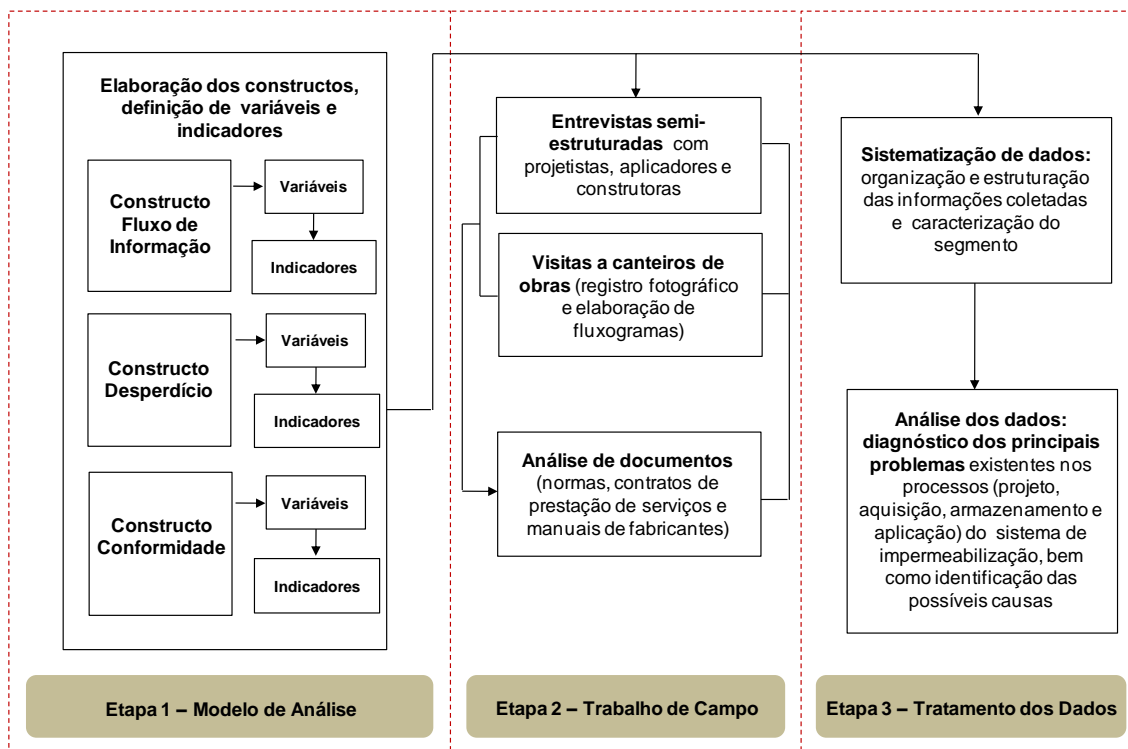 Elaboração dos constructos,
definição de variáveis e
indicadores
Constructo
Fluxo de
Informação
Variáveis
Indicadores
Constructo
Desperdício
Variáveis
Indicadores
Constructo
Conformidade
Variáveis
Indicadores
Etapa 1 – Modelo de Análise
Entrevistas semi-
estruturadas com
projetistas, aplicadores e
construtoras
Visitas a canteiros de
obras (registro fotográfico
e elaboração de
fluxogramas)
Análise de documentos
(normas, contratos de
prestação de serviços e
manuais de fabricantes)
Etapa 2 – Trabalho de Campo
Sistematização de dados:
organização e estruturação
das informações coletadas
e caracterização do
segmento
Análise dos dados:
diagnóstico dos principais
problemas existentes nos
processos (projeto,
aquisição, armazenamento e
aplicação) do sistema de
impermeabilização, bem
como identificação das
possíveis causas
Etapa 3 – Tratamento dos Dados